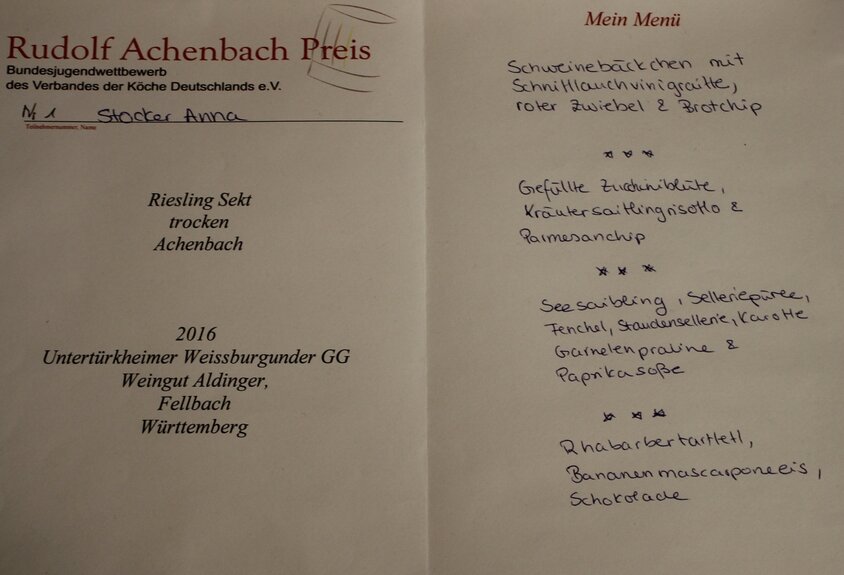 Rudolf Achenbach Preis
Bundesjugendwettbewerb
des Verbandes der Köche Deutschlands e.V.
Nr 1 Stocker Anna
Teilnehmernummer, Name
Riesling Sekt
trocken
Achenbach
2016
Untertürkheimer Weissburgunder GG
Weingut Aldinger,
Fellbach
Württemberg
Mein Menü
Schweinebäckchen mit
Schnittlauchvinigraitte,
roter Zwiebel & Brotchip
* * *
Gefüllte Zucchiniblüte,
Kräutersaitlingrisotto &
Parmesanchip
* * *
Seesaibling, Selleriepüree,
Fenchel, Staudensellerie, Karotte
Garnelenpraline &
Paprikasoße
* * *
Rhabarbertartlett,
Bananenmascarponeeis,
Schokolade